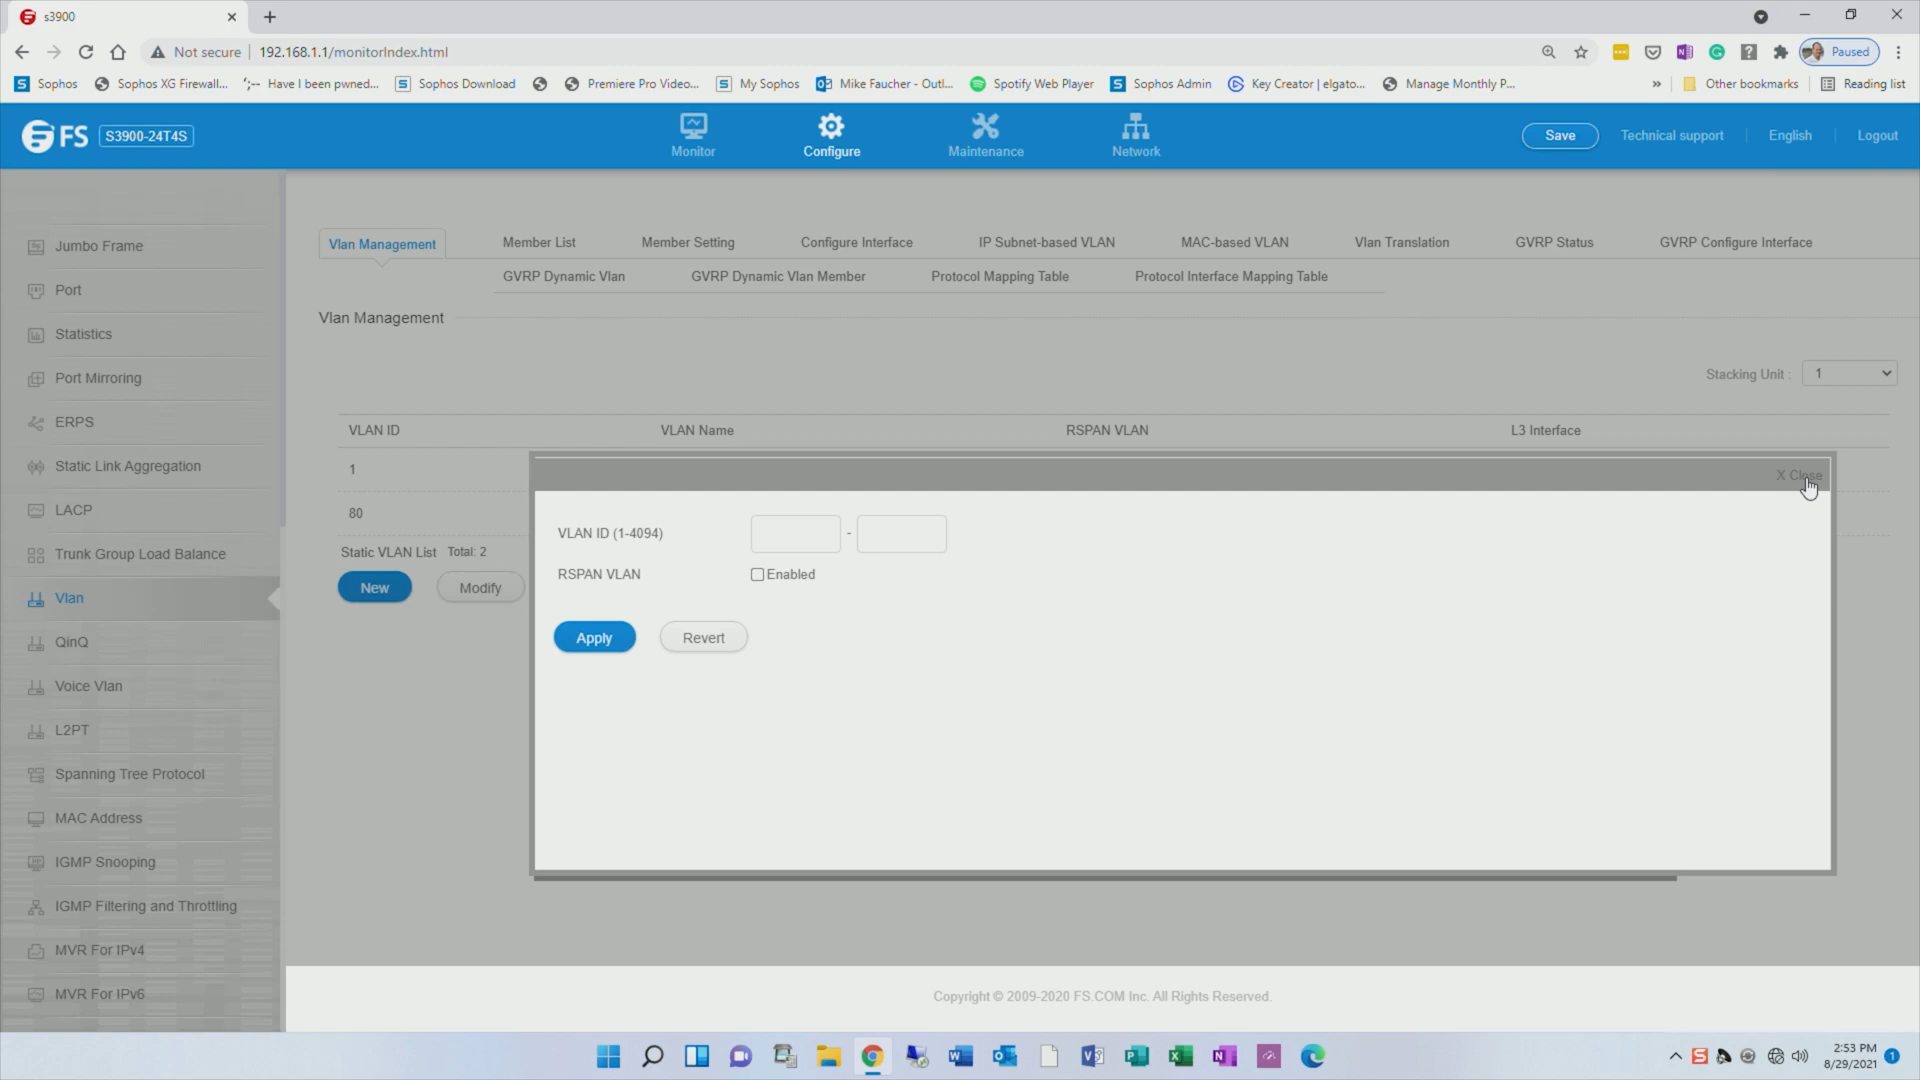 s3900
Not secure 192.168.1.1/monitorIndex.html Paused
Sophos Sophos XG Firewall... Have I been pwned... Sophos Download Premiere Pro Video... My Sophos Mike Faucher - Outl... Spotify Web Player Sophos Admin Key Creator | elgato... Manage Monthly P... » Other bookmarks Reading list
FS S3900-24T4S Monitor Configure Maintenance Network Save Technical support English Logout
Vlan Management Member List Member Setting Configure Interface IP Subnet-based VLAN MAC-based VLAN Vlan Translation GVRP Status GVRP Configure Interface
GVRP Dynamic Vlan GVRP Dynamic Vlan Member Protocol Mapping Table Protocol Interface Mapping Table
Jumbo Frame
Port
Statistics
Port Mirroring
ERPS
Static Link Aggregation
LACP
Trunk Group Load Balance
Vlan
QinQ
Voice Vlan
L2PT
Spanning Tree Protocol
MAC Address
IGMP Snooping
IGMP Filtering and Throttling
MVR For IPv4
MVR For IPv6
Vlan Management
Stacking Unit : 1
VLAN ID VLAN Name RSPAN VLAN L3 Interface
1
80
Static VLAN List Total: 2
New Modify
X Close
VLAN ID (1-4094) -
RSPAN VLAN Enabled
Apply Revert
Copyright © 2009-2020 FS.COM Inc. All Rights Reserved.
2:53 PM
8/29/2021 1